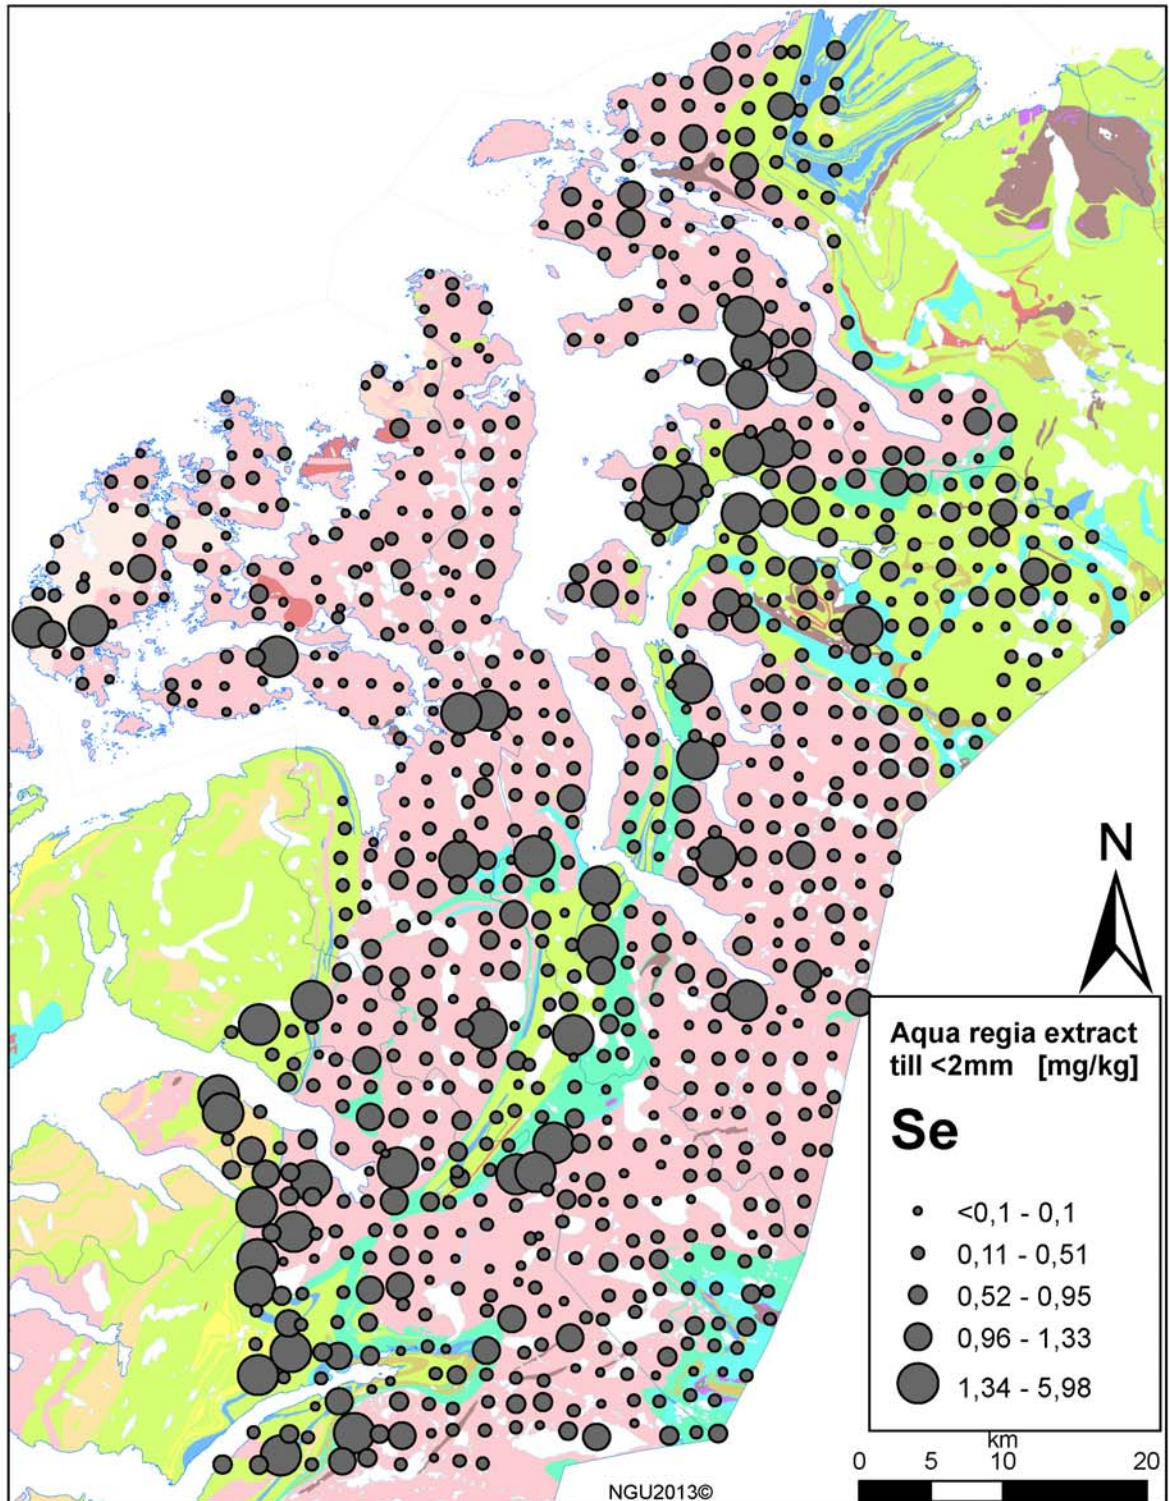 N
Aqua regia extract
till <2mm [mg/kg]
Se
<0,1 - 0,1
0,11 - 0,51
0,52 - 0,95
0,96 - 1,33
1,34 - 5,98
km
0 5 10 20
NGU2013©